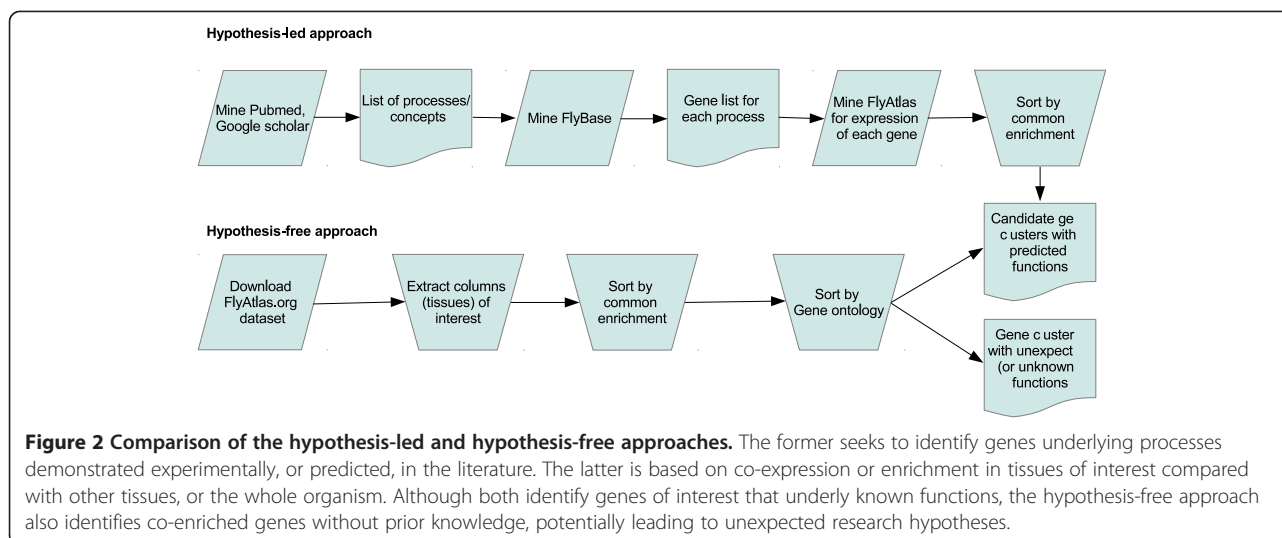 Hypothesis-led approach
Mine Pubmed,
Google scholar
List of processes/
concepts
Mine FlyBase
Gene list for
each process
Mine FlyAtlas
for expression
of each gene
Sort by
common
enrichment
Candidate ge
c usters with
predicted
functions
Hypothesis-free approach
Download
FlyAtlas.org
dataset
Extract columns
(tissues) of
interest
Sort by
common
enrichment
Sort by
Gene ontology
Gene c uster
with unexpect
(or unknown
functions
Figure 2 Comparison of the hypothesis-led and hypothesis-free approaches. The former seeks to identify genes underlying processes
demonstrated experimentally, or predicted, in the literature. The latter is based on co-expression or enrichment in tissues of interest compared
with other tissues, or the whole organism. Although both identify genes of interest that underly known functions, the hypothesis-free approach
also identifies co-enriched genes without prior knowledge, potentially leading to unexpected research hypotheses.